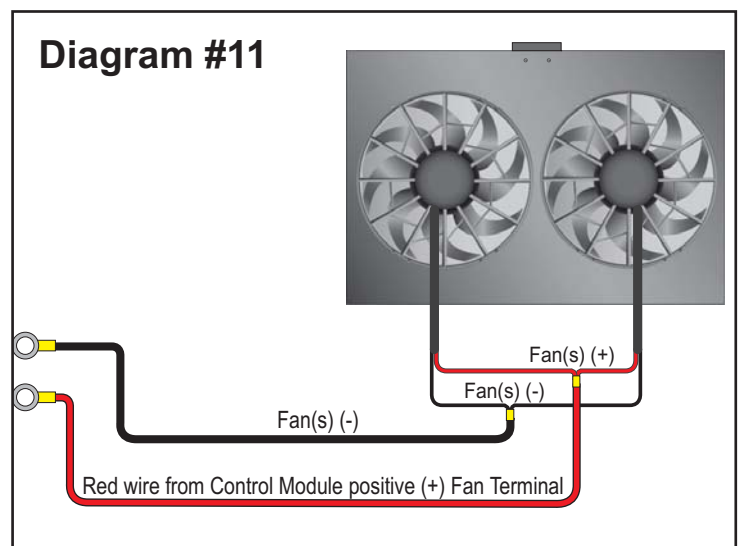 Diagram #11
Fan(s) (+)
Fan(s) (-)
Fan(s) (-)
Red wire from Control Module positive (+) Fan Terminal